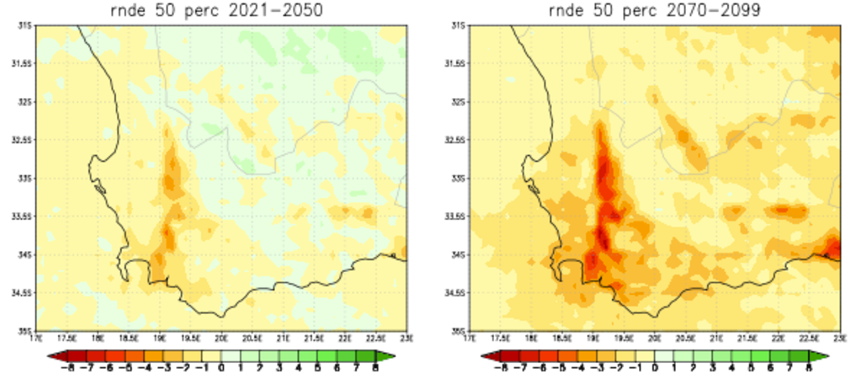 rnde 50 perc 2021-2050
31S
31.5S
32S
32.5S
33S
33.5S
34S
34.5S
35S
17E 17.5E 18E 18.5E 19E 19.5E 20E 20.5E 21E 21.5E 22E 22.5E 23E
-8 -7 -6 -5 -4 -3 -2 -1 0 1 2 3 4 5 6 7 8
rnde 50 perc 2070-2099
31S
31.5S
32S
32.5S
33S
33.5S
34S
34.5S
35S
17E 17.5E 18E 18.5E 19E 19.5E 20E 20.5E 21E 21.5E 22E 22.5E 23E
-8 -7 -6 -5 -4 -3 -2 -1 0 1 2 3 4 5 6 7 8